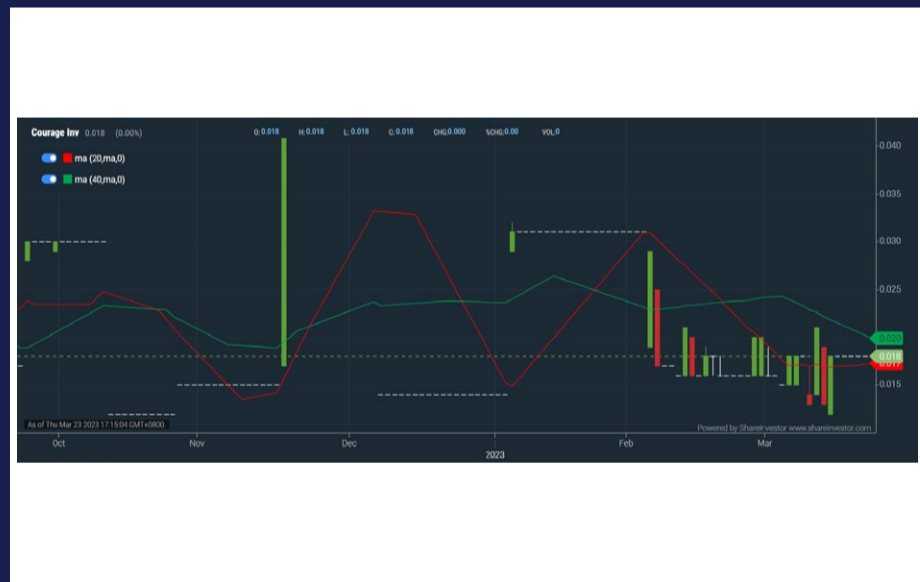 Courage Inv 0.018 (0.00%) O: 0.018 H: 0.018 L: 0.018 C: 0.018 CHG:0.000 %CHG:0.00 VOL:0
ma (20,ma,0)
ma (40,ma,0)
0.040
0.035
0.030
0.025
0.020
0.018
0.017
0.015
As of Thu Mar 23 2023 17:15:04 GMT+0800.
Powered by ShareInvestor www.shareinvestor.com
Oct Nov Dec Feb Mar
2023